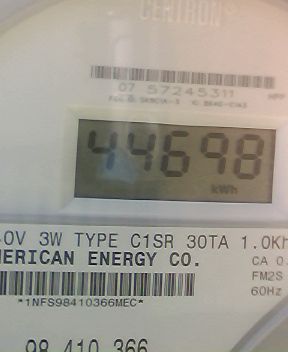 CENTRON
07 57245311
44698
kWh
0V 3W TYPE C1SR 30TA 1.0Kh
MERICAN ENERGY CO.
CA 0.
FM2S
60Hz
*1NFS98410366MEC*
98 410 366